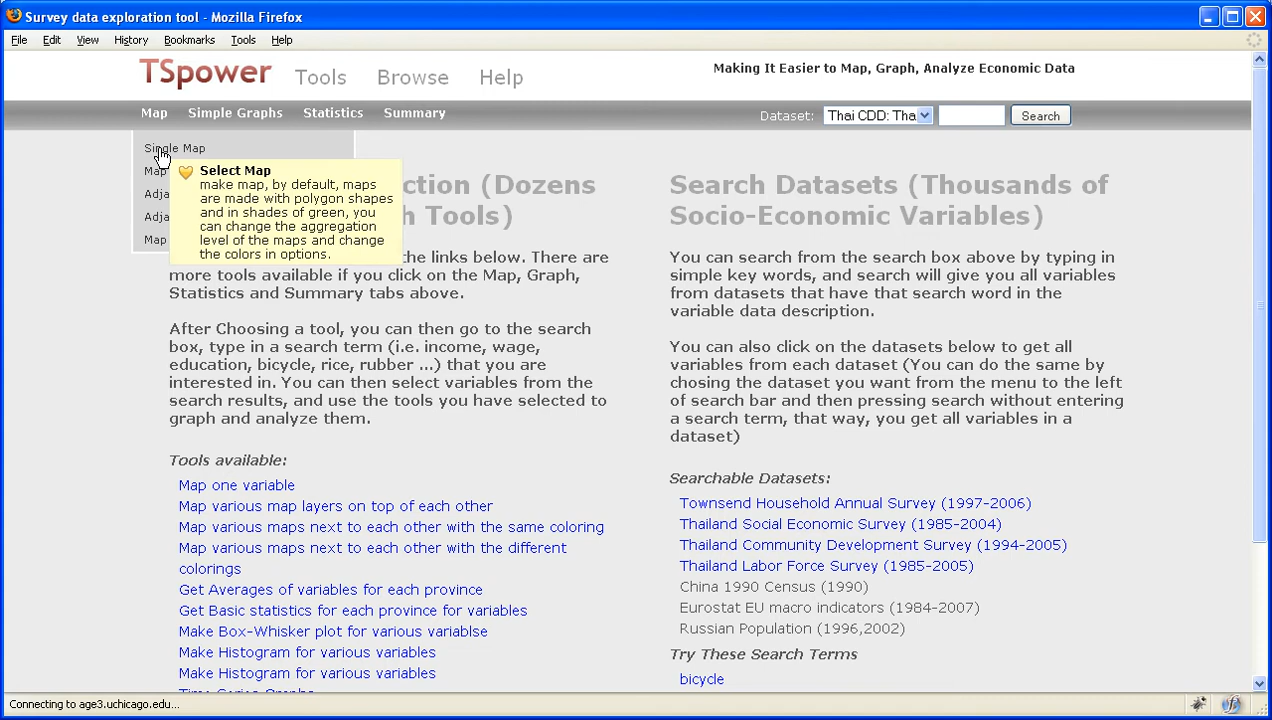 Survey data exploration tool - Mozilla Firefox
File Edit View History Bookmarks Tools Help
TSpower Tools Browse Help
Making It Easier to Map, Graph, Analyze Economic Data
Map Simple Graphs Statistics Summary
Dataset: Thai CDD: Tha Search
Single Map
Map
Adja
Adja
Map
Select Map
make map, by default, maps
are made with polygon shapes
and in shades of green, you
can change the aggregation
level of the maps and change
the colors in options.
ction (Dozens
h Tools)
the links below. There are
more tools available if you click on the Map, Graph,
Statistics and Summary tabs above.
After Choosing a tool, you can then go to the search
box, type in a search term (i.e. income, wage,
education, bicycle, rice, rubber ...) that you are
interested in. You can then select variables from the
search results, and use the tools you have selected to
graph and analyze them.
Tools available:
Map one variable
Map various map layers on top of each other
Map various maps next to each other with the same coloring
Map various maps next to each other with the different
colorings
Get Averages of variables for each province
Get Basic statistics for each province for variables
Make Box-Whisker plot for various variablse
Make Histogram for various variables
Make Histogram for various variables
Time Series Graphs
Search Datasets (Thousands of
Socio-Economic Variables)
You can search from the search box above by typing in
simple key words, and search will give you all variables
from datasets that have that search word in the
variable data description.
You can also click on the datasets below to get all
variables from each dataset (You can do the same by
chosing the dataset you want from the menu to the left
of search bar and then pressing search without entering
a search term, that way, you get all variables in a
dataset)
Searchable Datasets:
Townsend Household Annual Survey (1997-2006)
Thailand Social Economic Survey (1985-2004)
Thailand Community Development Survey (1994-2005)
Thailand Labor Force Survey (1985-2005)
China 1990 Census (1990)
Eurostat EU macro indicators (1984-2007)
Russian Population (1996,2002)
Try These Search Terms
bicycle
Connecting to age3.uchicago.edu...